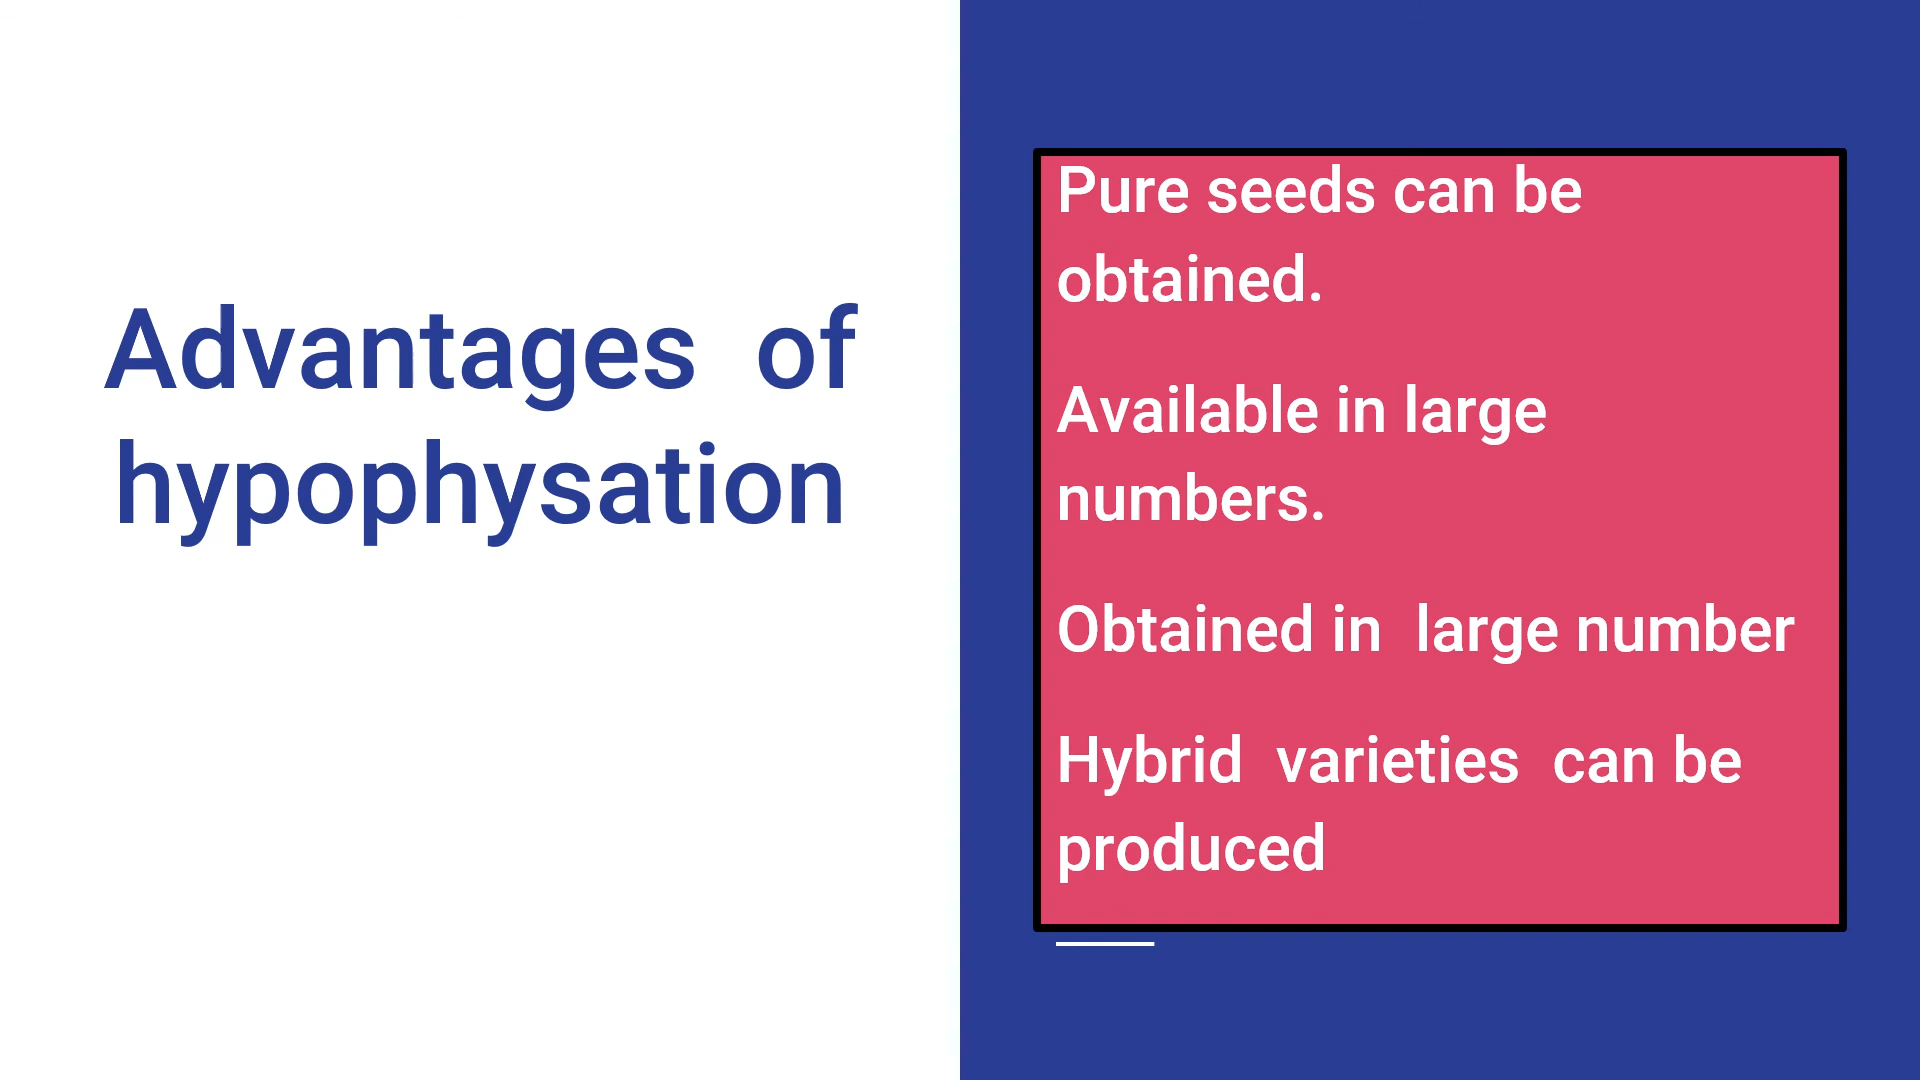 Advantages  of
hypophysation
Pure seeds can be
obtained.
Available in large
numbers.
Obtained in  large number
Hybrid  varieties  can be
produced